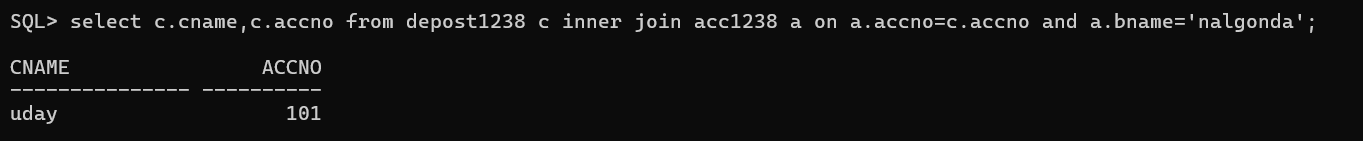 SQL> select c.cname,c.accno from depost1238 c inner join acc1238 a on a.accno=c.accno and a.bname='nalgonda';
CNAME                ACCNO
--------------- ----------
uday                   101